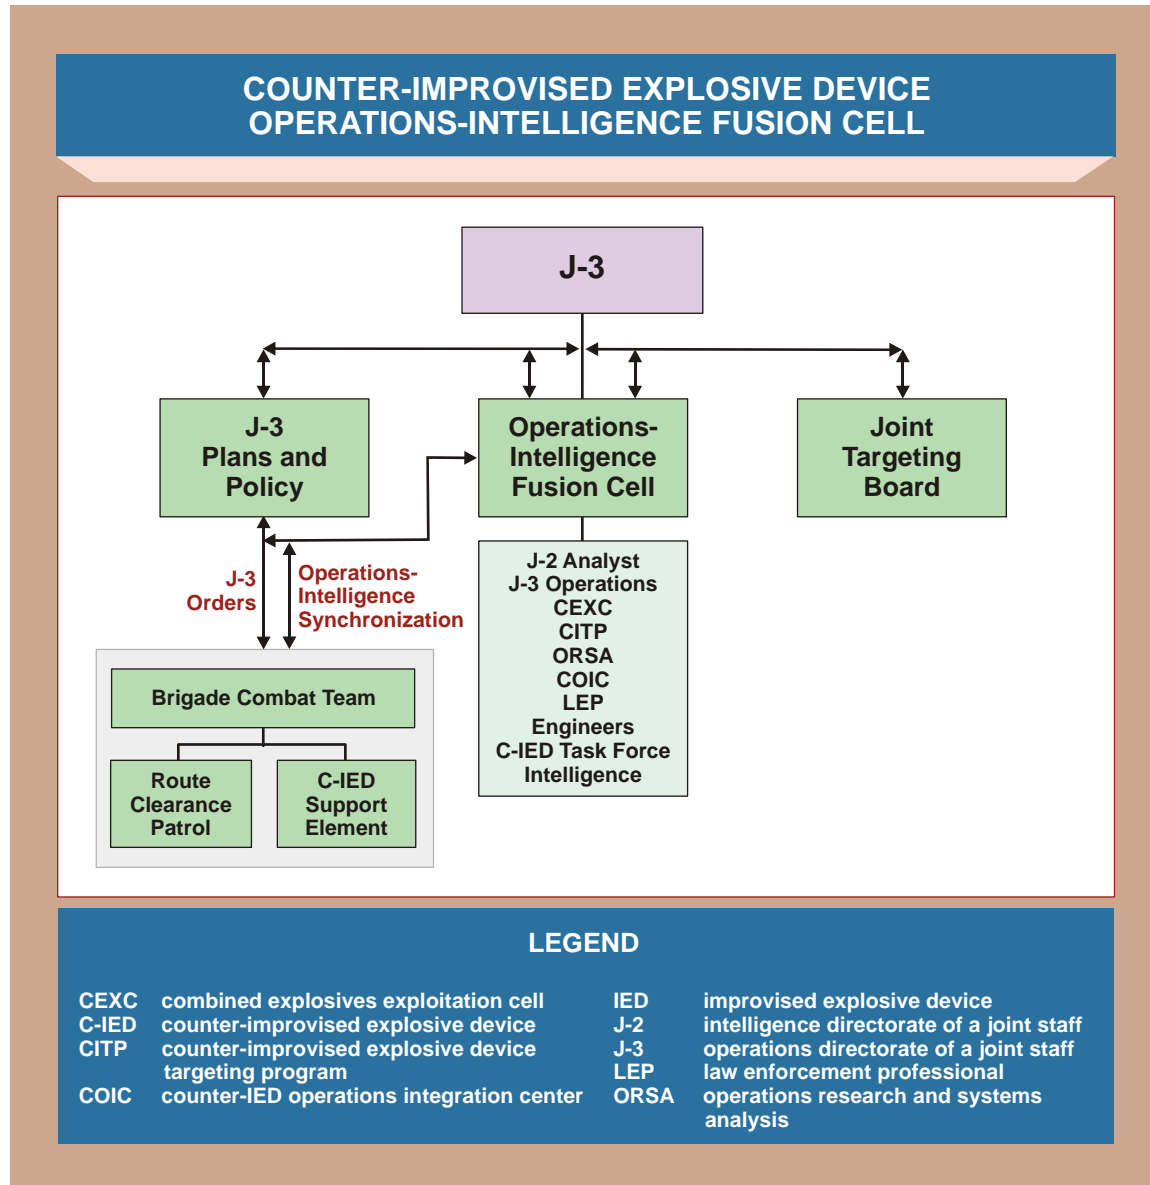 COUNTER-IMPROVISED EXPLOSIVE DEVICE
OPERATIONS-INTELLIGENCE FUSION CELL
J-3
J-3
Plans and
Policy
Operations-
Intelligence
Fusion Cell
Joint
Targeting
Board
J-3
Orders
Operations-
Intelligence
Synchronization
J-2 Analyst
J-3 Operations
CEXC
CITP
ORSA
COIC
LEP
Engineers
C-IED Task Force
Intelligence
Brigade Combat Team
Route
Clearance
Patrol
C-IED
Support
Element
LEGEND
CEXC combined explosives exploitation cell
C-IED counter-improvised explosive device
CITP counter-improvised explosive device
targeting program
COIC counter-IED operations integration center
IED improvised explosive device
J-2 intelligence directorate of a joint staff
J-3 operations directorate of a joint staff
LEP law enforcement professional
ORSA operations research and systems
analysis